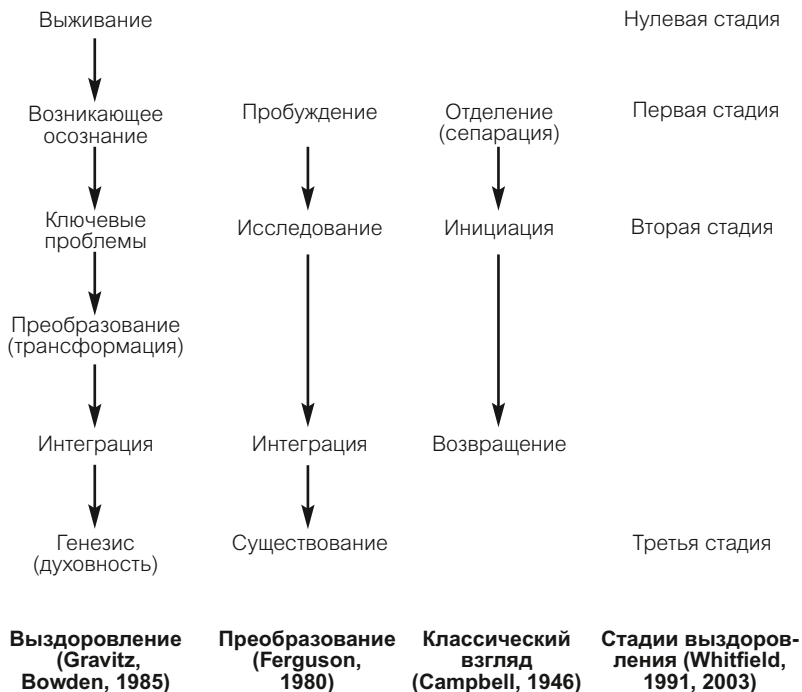 Выживание
Нулевая стадия
Возникающее
осознание
Пробуждение
Отделение
(сепарация)
Первая стадия
Ключевые
проблемы
Исследование
Инициация
Вторая стадия
Преобразование
(трансформация)
Интеграция
Интеграция
Возвращение
Генезис
(духовность)
Существование
Третья стадия
Выздоровление
(Gravitz,
Bowden, 1985)
Преобразование
(Ferguson,
1980)
Классический
взгляд
(Campbell, 1946)
Стадии выздоров-
ления (Whitfield,
1991, 2003)